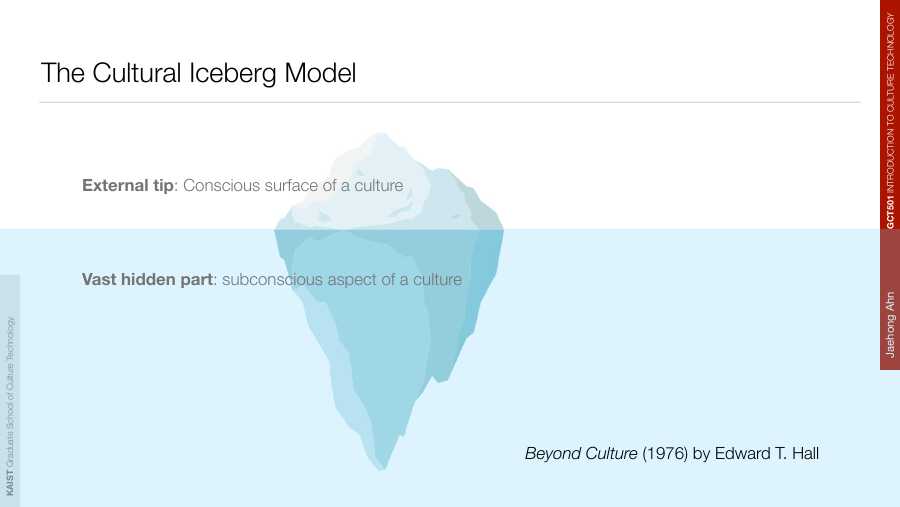 The Cultural Iceberg Model
External tip: Conscious surface of a culture
Vast hidden part: subconscious aspect of a culture
Beyond Culture (1976) by Edward T. Hall
GCT501 INTRODUCTION TO CULTURE TECHNOLOGY
Jaehong Ahn
KAIST Graduate School of Culture Technology